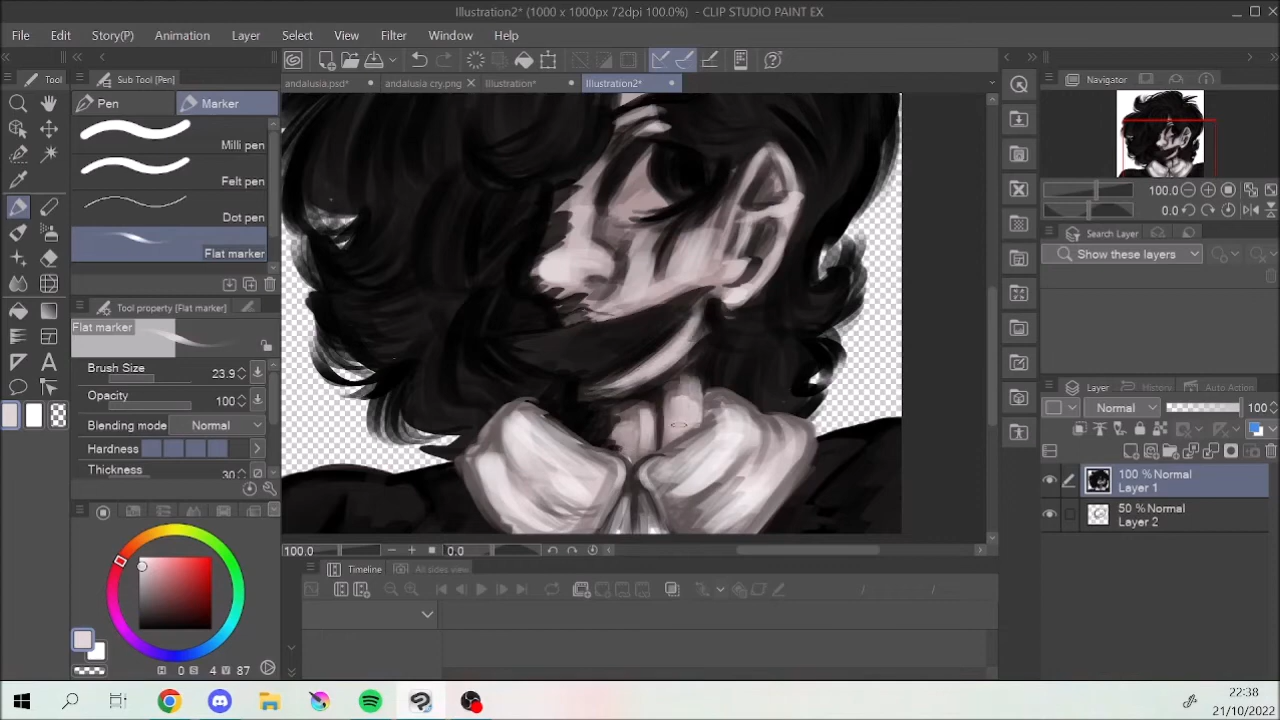 Illustration2* (1000 x 1000px 72dpi 100.0%) - CLIP STUDIO PAINT EX
File Edit Story(P) Animation Layer Select View Filter Window Help
Tool
Sub Tool [Pen]
andalusia.psd*
andalusia cry.png
Illustration*
Illustration2*
Navigator
Pen
Marker
Milli pen
Felt pen
Dot pen
Flat marker
100.0
0.0
Search Layer
Show these layers
Tool property [Flat marker]
Flat marker
Brush Size 23.9
Opacity 100
Blending mode Normal
Hardness
Thickness 30
Layer
History
Auto Action
Normal 100
100 % Normal
Layer 1
50 % Normal
Layer 2
100.0
0.0
Timeline
All sides view
H 0 S 4 V 87
22:38
21/10/2022